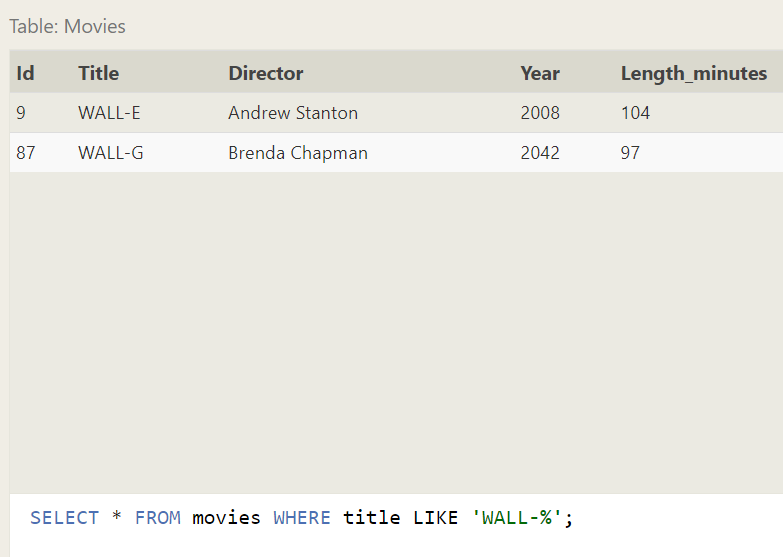 Table: Movies
Id Title Director Year Length_minutes
9 WALL-E Andrew Stanton 2008 104
87 WALL-G Brenda Chapman 2042 97
SELECT * FROM movies WHERE title LIKE 'WALL-%';